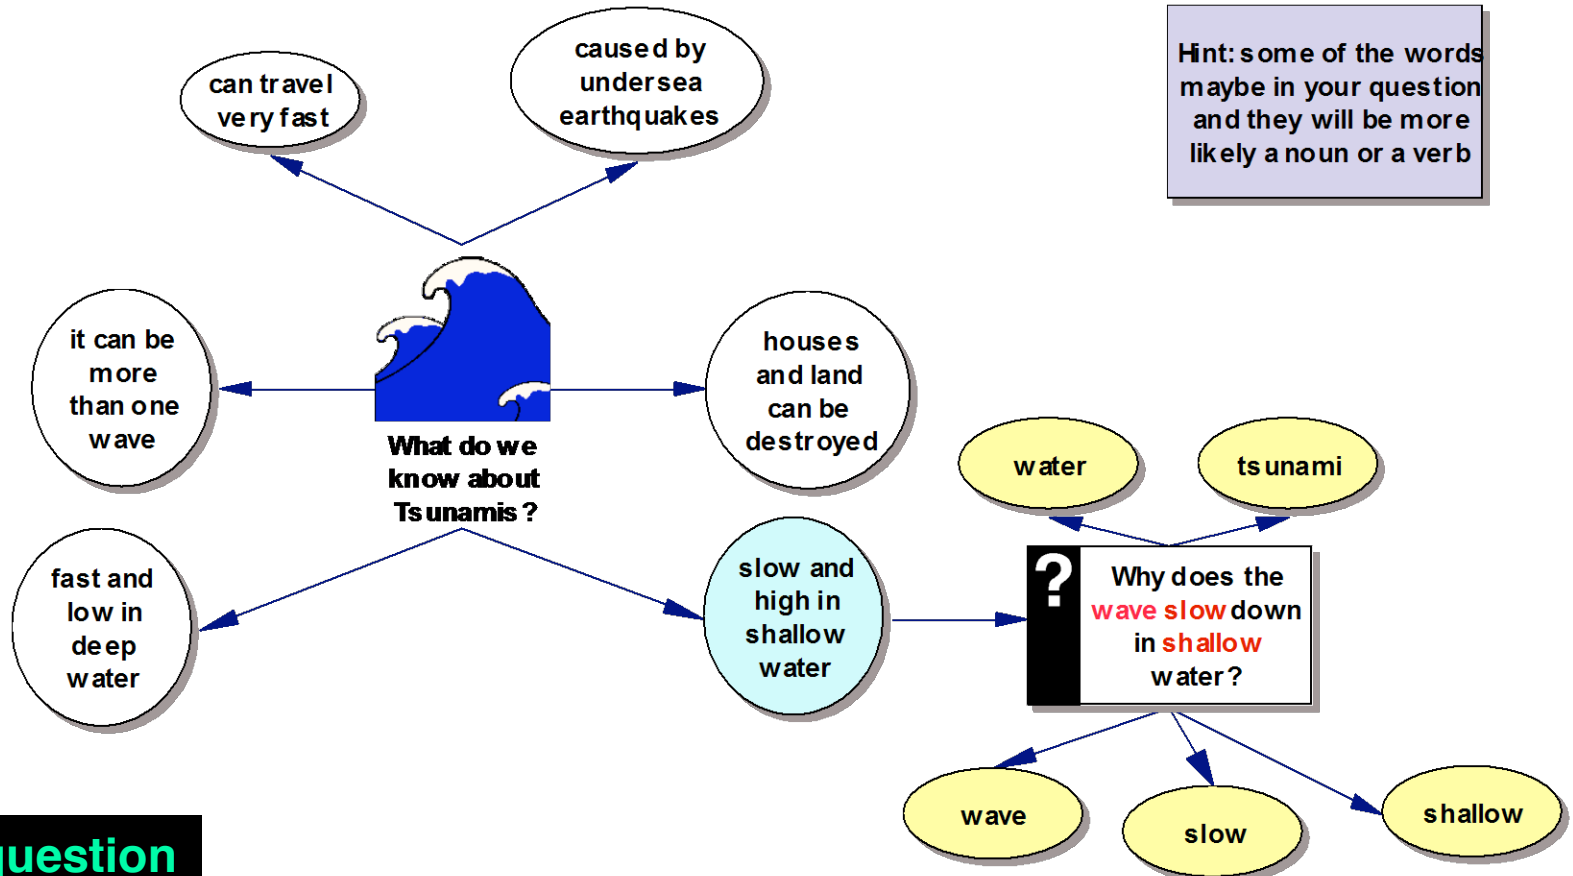 can travel
very fast
caused by
undersea
earthquakes
Hint: some of the words
maybe in your question
and they will be more
likely a noun or a verb
it can be
more
than one
wave
houses
and land
can be
destroyed
What do we
know about
Tsunamis?
fast and
low in
deep
water
slow and
high in
shallow
water
water
tsunami
?
Why does the
wave slow down
in shallow
water?
wave
slow
shallow
question